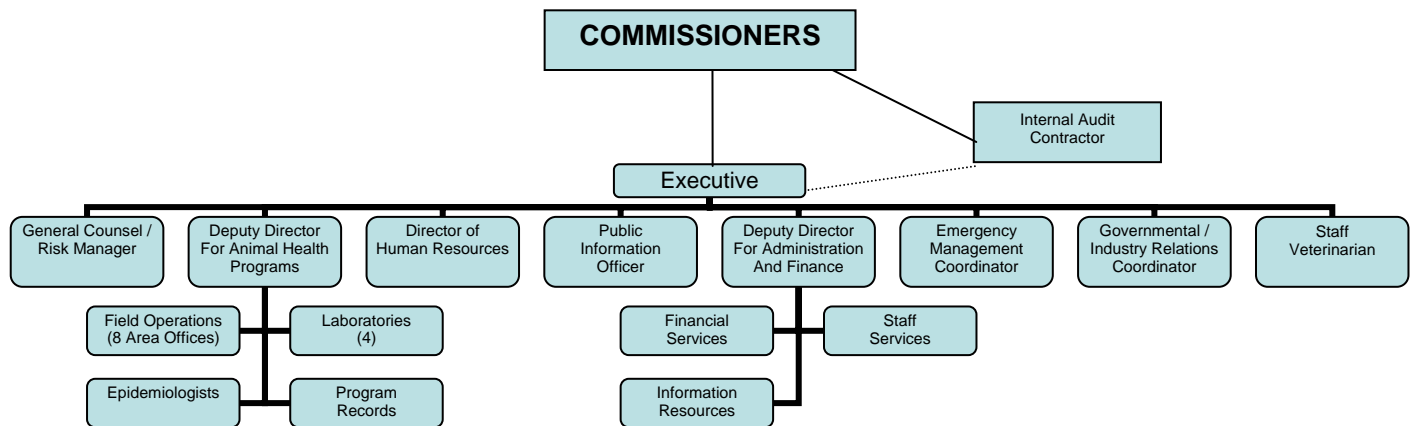 COMMISSIONERS
Internal Audit
Contractor
Executive
General Counsel /
Risk Manager
Deputy Director
For Animal Health
Programs
Director of
Human Resources
Public
Information
Officer
Deputy Director
For Administration
And Finance
Emergency
Management
Coordinator
Governmental /
Industry Relations
Coordinator
Staff
Veterinarian
Field Operations
(8 Area Offices)
Laboratories
(4)
Financial
Services
Staff
Services
Epidemiologists
Program
Records
Information
Resources